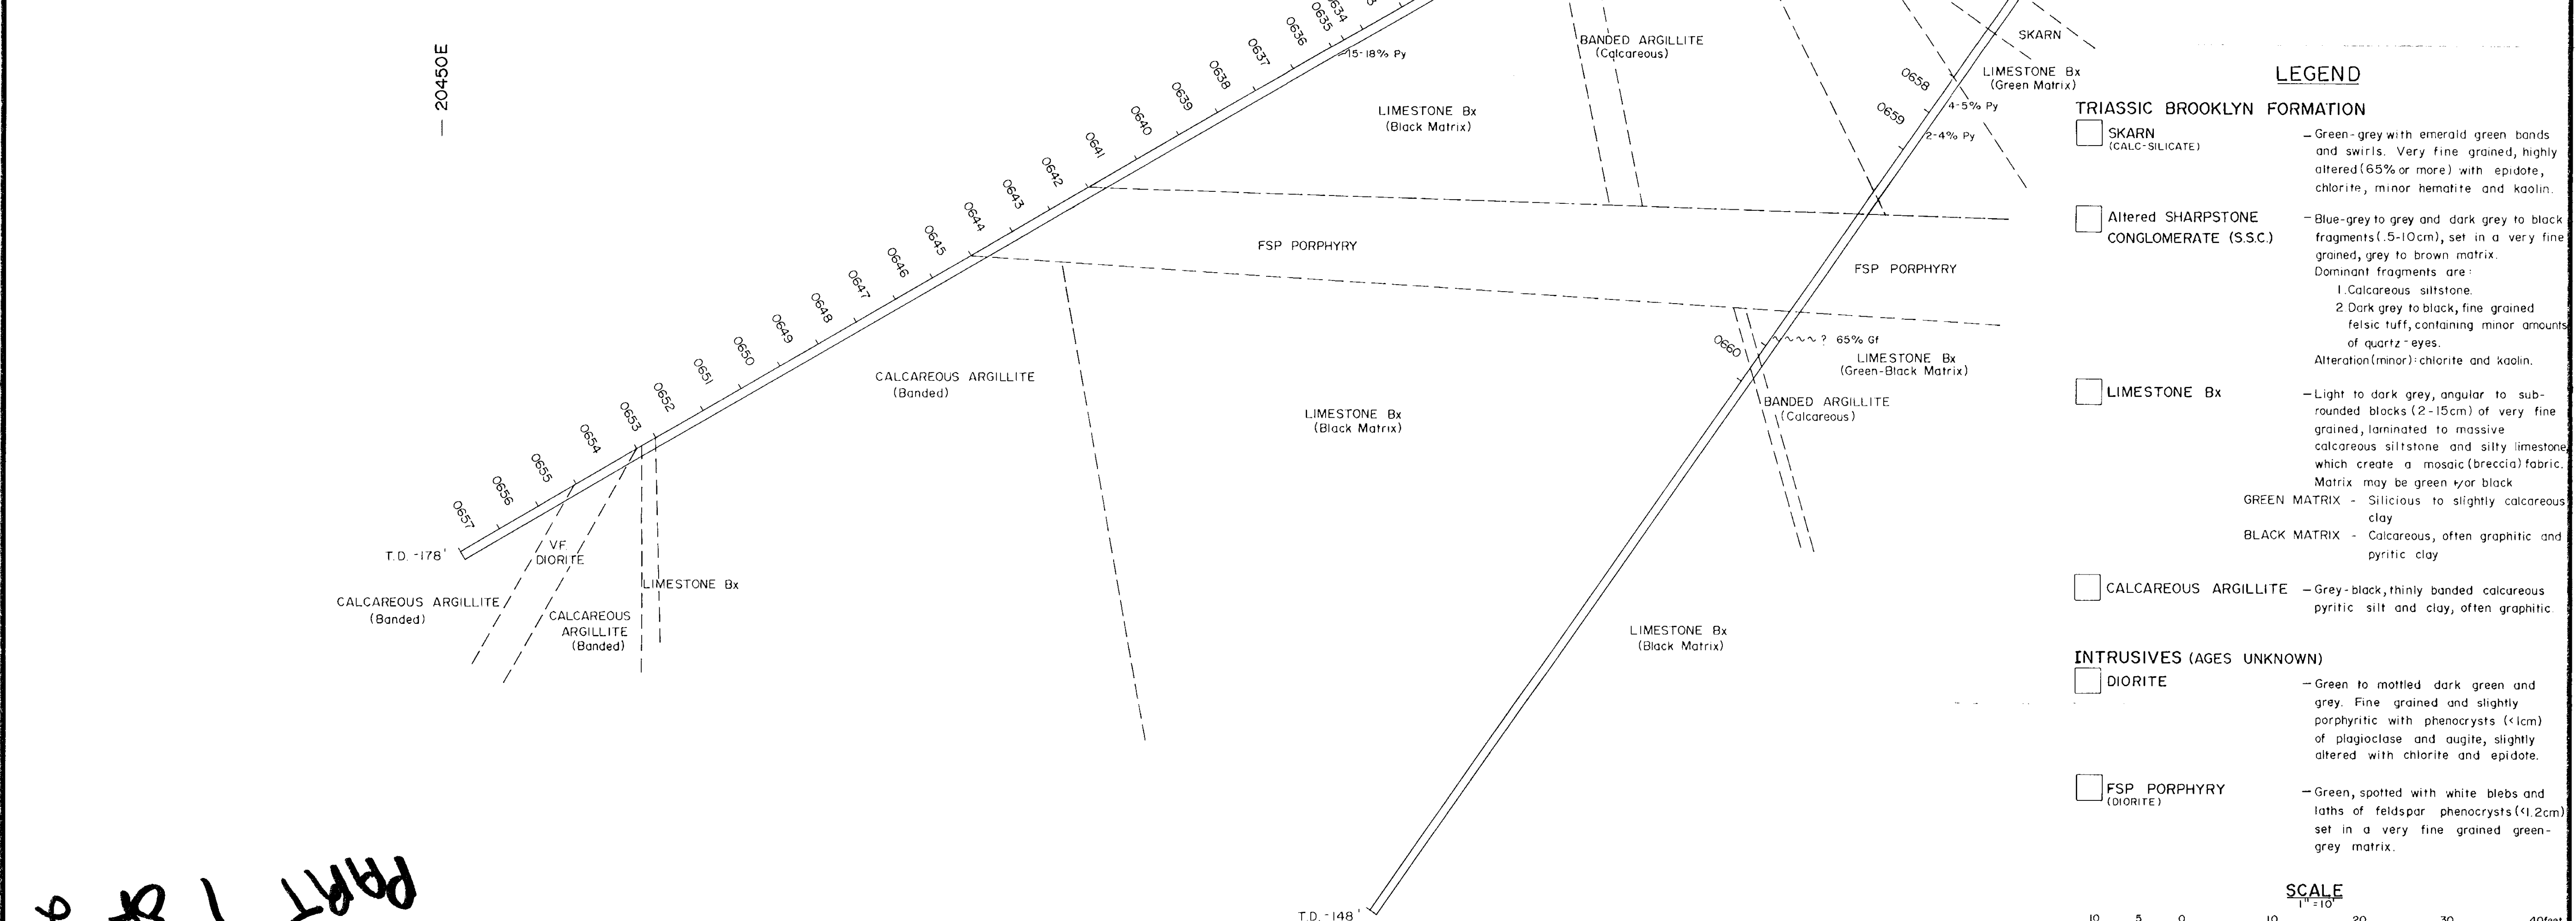 20450E
0634
0635
0636
0637
0638
0639
0640
0641
0642
0643
0644
0645
0646
0647
0648
0649
0650
0651
0652
0653
0654
0655
0656
0657
T.D. -178'
15-18% Py
BANDED ARGILLITE
(Calcareous)
LIMESTONE Bx
(Black Matrix)
SKARN
LIMESTONE Bx
(Green Matrix)
0658
4-5% Py
0659
2-4% Py
FSP PORPHYRY
FSP PORPHYRY
0660
? 65% Gf
LIMESTONE Bx
(Green-Black Matrix)
BANDED ARGILLITE
(Calcareous)
CALCAREOUS ARGILLITE
(Banded)
LIMESTONE Bx
(Black Matrix)
V.F.
DIORITE
LIMESTONE Bx
CALCAREOUS ARGILLITE
(Banded)
CALCAREOUS
ARGILLITE
(Banded)
LIMESTONE Bx
(Black Matrix)
T.D. -148'
PART 1 OF
LEGEND
TRIASSIC BROOKLYN FORMATION
SKARN
(CALC-SILICATE)
- Green-grey with emerald green bands
and swirls. Very fine grained, highly
altered (65% or more) with epidote,
chlorite, minor hematite and kaolin.
Altered SHARPSTONE
CONGLOMERATE (S.S.C.)
- Blue-grey to grey and dark grey to black
fragments (.5-10cm), set in a very fine
grained, grey to brown matrix.
Dominant fragments are:
1. Calcareous siltstone.
2. Dark grey to black, fine grained
felsic tuff, containing minor amounts
of quartz-eyes.
Alteration (minor): chlorite and kaolin.
LIMESTONE Bx
- Light to dark grey, angular to sub-
rounded blocks (2-15cm) of very fine
grained, laminated to massive
calcareous siltstone and silty limestone,
which create a mosaic (breccia) fabric.
Matrix may be green +/or black
GREEN MATRIX - Silicious to slightly calcareous
clay
BLACK MATRIX - Calcareous, often graphitic and
pyritic clay
CALCAREOUS ARGILLITE - Grey-black, thinly banded calcareous
pyritic silt and clay, often graphitic.
INTRUSIVES (AGES UNKNOWN)
DIORITE
- Green to mottled dark green and
grey. Fine grained and slightly
porphyritic with phenocrysts (<1cm)
of plagioclase and augite, slightly
altered with chlorite and epidote.
FSP PORPHYRY
(DIORITE)
- Green, spotted with white blebs and
laths of feldspar phenocrysts (<1.2cm)
set in a very fine grained green-
grey matrix.
SCALE
1"=10'
10 5 0 10 20 30 40 feet